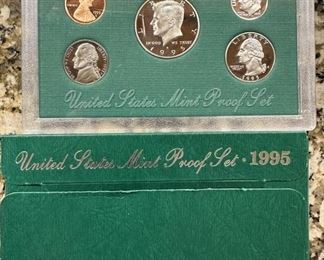 LIBERTY
IN GOD WE TRUST
United States Mint Proof Set
United States Mint Proof Set · 1995